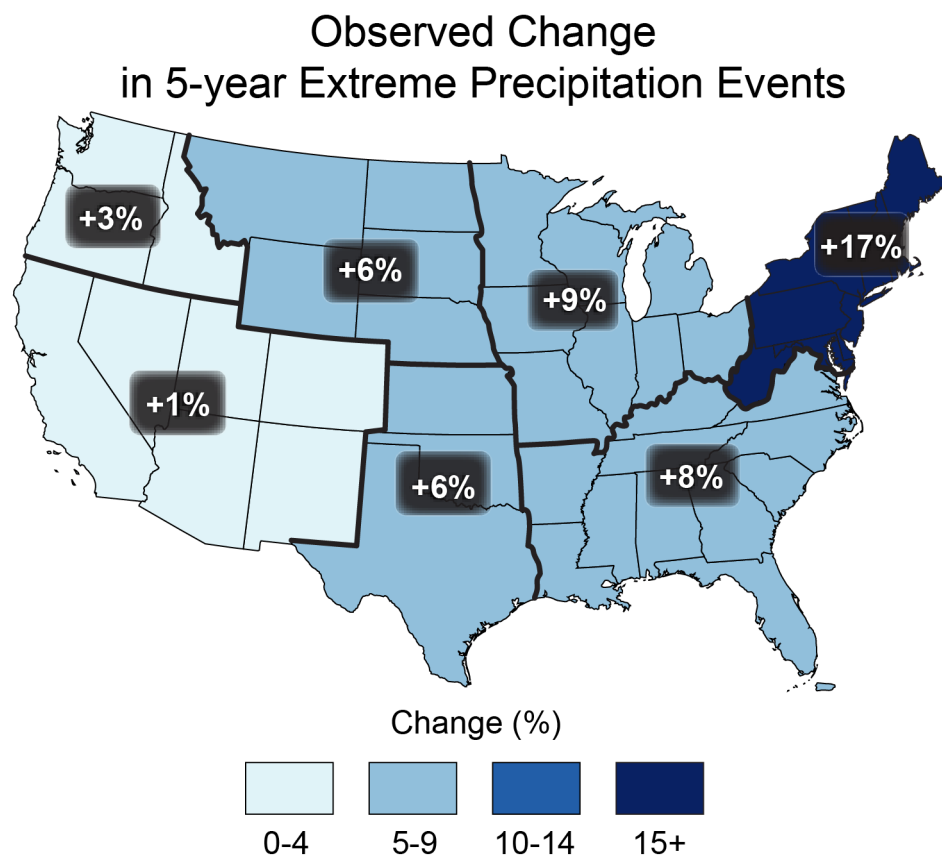 Observed Change
in 5-year Extreme Precipitation Events
+3%
+6%
+9%
+17%
+1%
+6%
+8%
Change (%)
0-4 5-9 10-14 15+